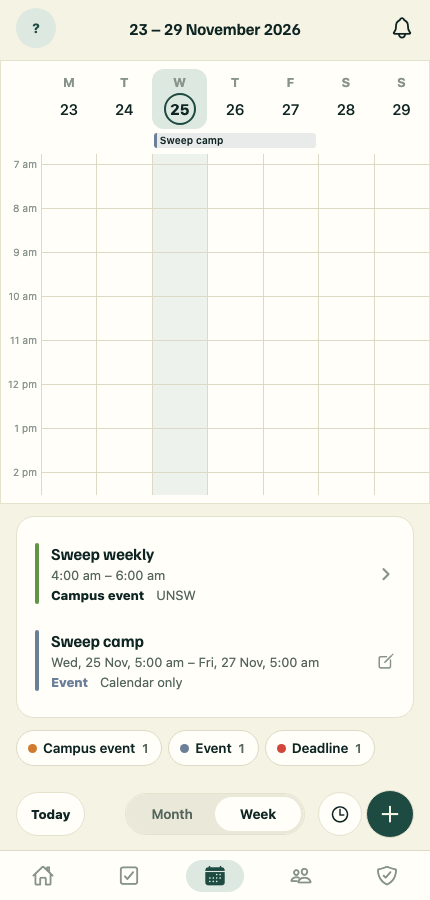 ?
23 – 29 November 2026
M T W T F S S
23 24 25 26 27 28 29
Sweep camp
7 am
8 am
9 am
10 am
11 am
12 pm
1 pm
2 pm
Sweep weekly
4:00 am – 6:00 am
Campus event UNSW
Sweep camp
Wed, 25 Nov, 5:00 am – Fri, 27 Nov, 5:00 am
Event Calendar only
Campus event 1 Event 1 Deadline 1
Today Month Week